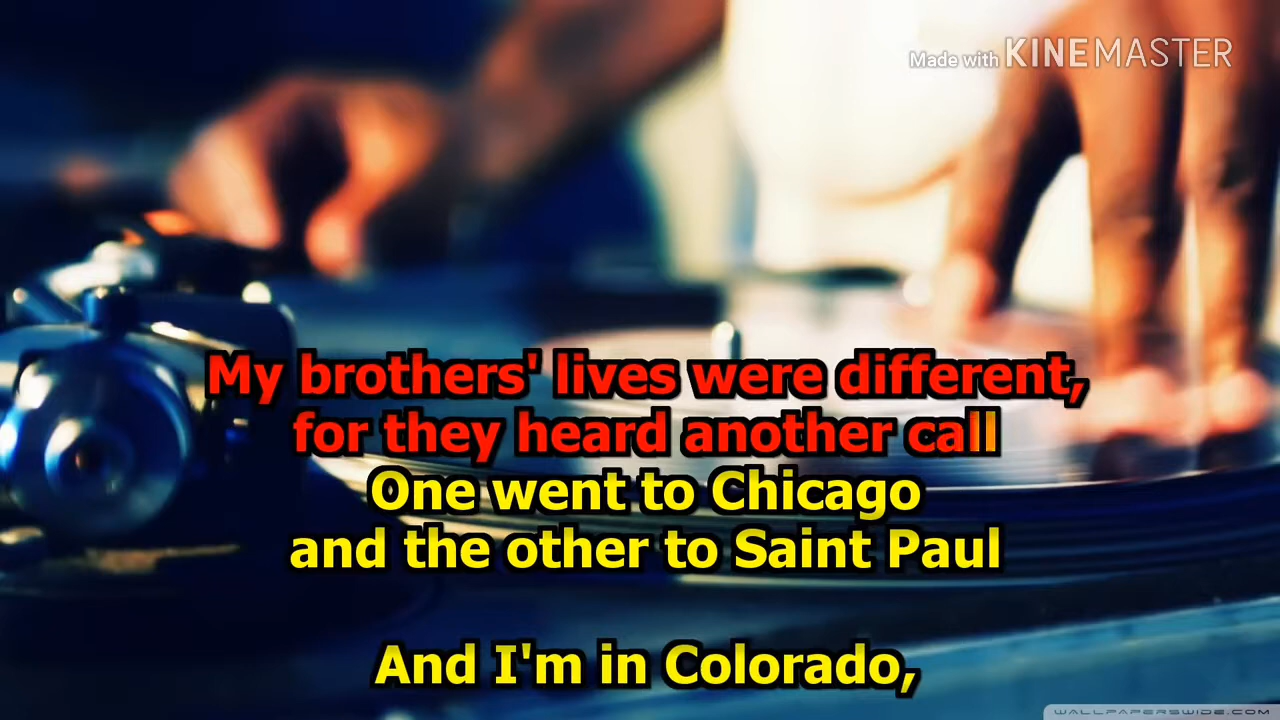 Made with KINEMASTER
My brothers' lives were different,
for they heard another call
One went to Chicago
and the other to Saint Paul
And I'm in Colorado,
WALLPAPERSWIDE.COM